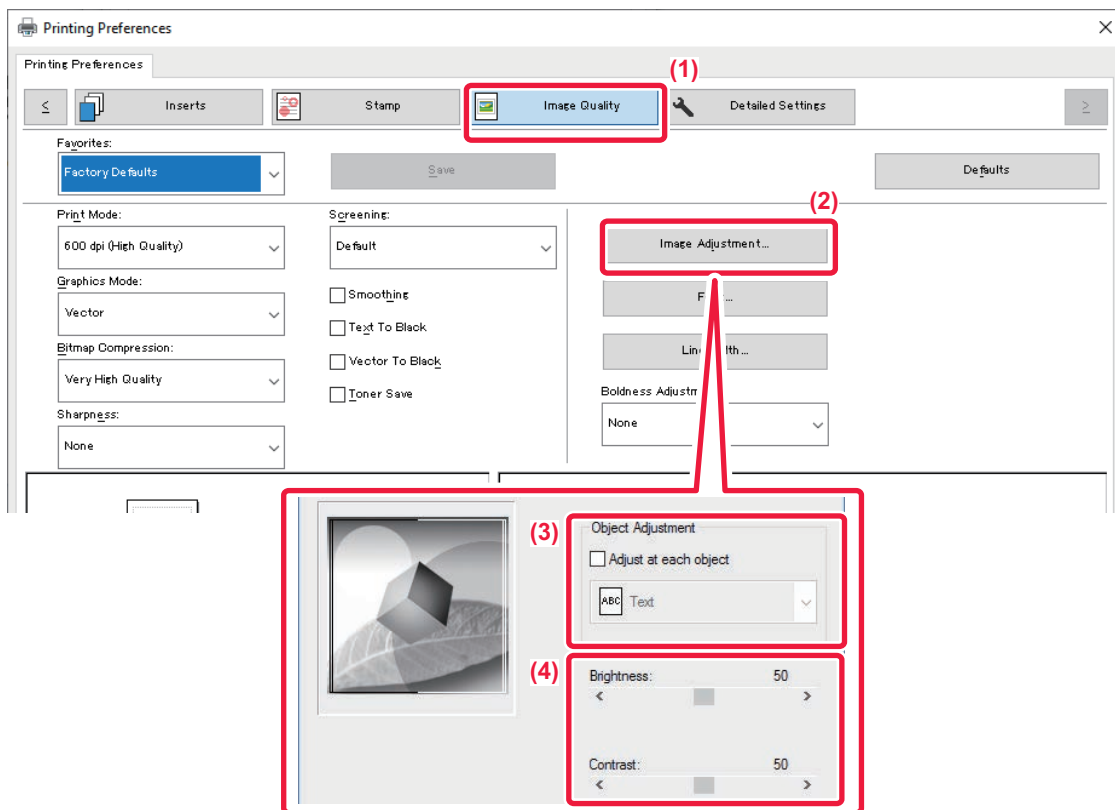 Printing Preferences
Printing Preferences
(1)
< Inserts Stamp Image Quality Detailed Settings >
Favorites:
Factory Defaults Save Defaults
(2)
Print Mode: Screening:
600 dpi (High Quality) Default Image Adjustment...
Graphics Mode:
Vector Smoothing
Text To Black
Bitmap Compression: Vector To Black
Very High Quality Toner Save
Sharpness: Boldness
None None
(3) Object Adjustment
Adjust at each object
ABC Text
(4) Brightness: 50
< >
Contrast: 50
< >